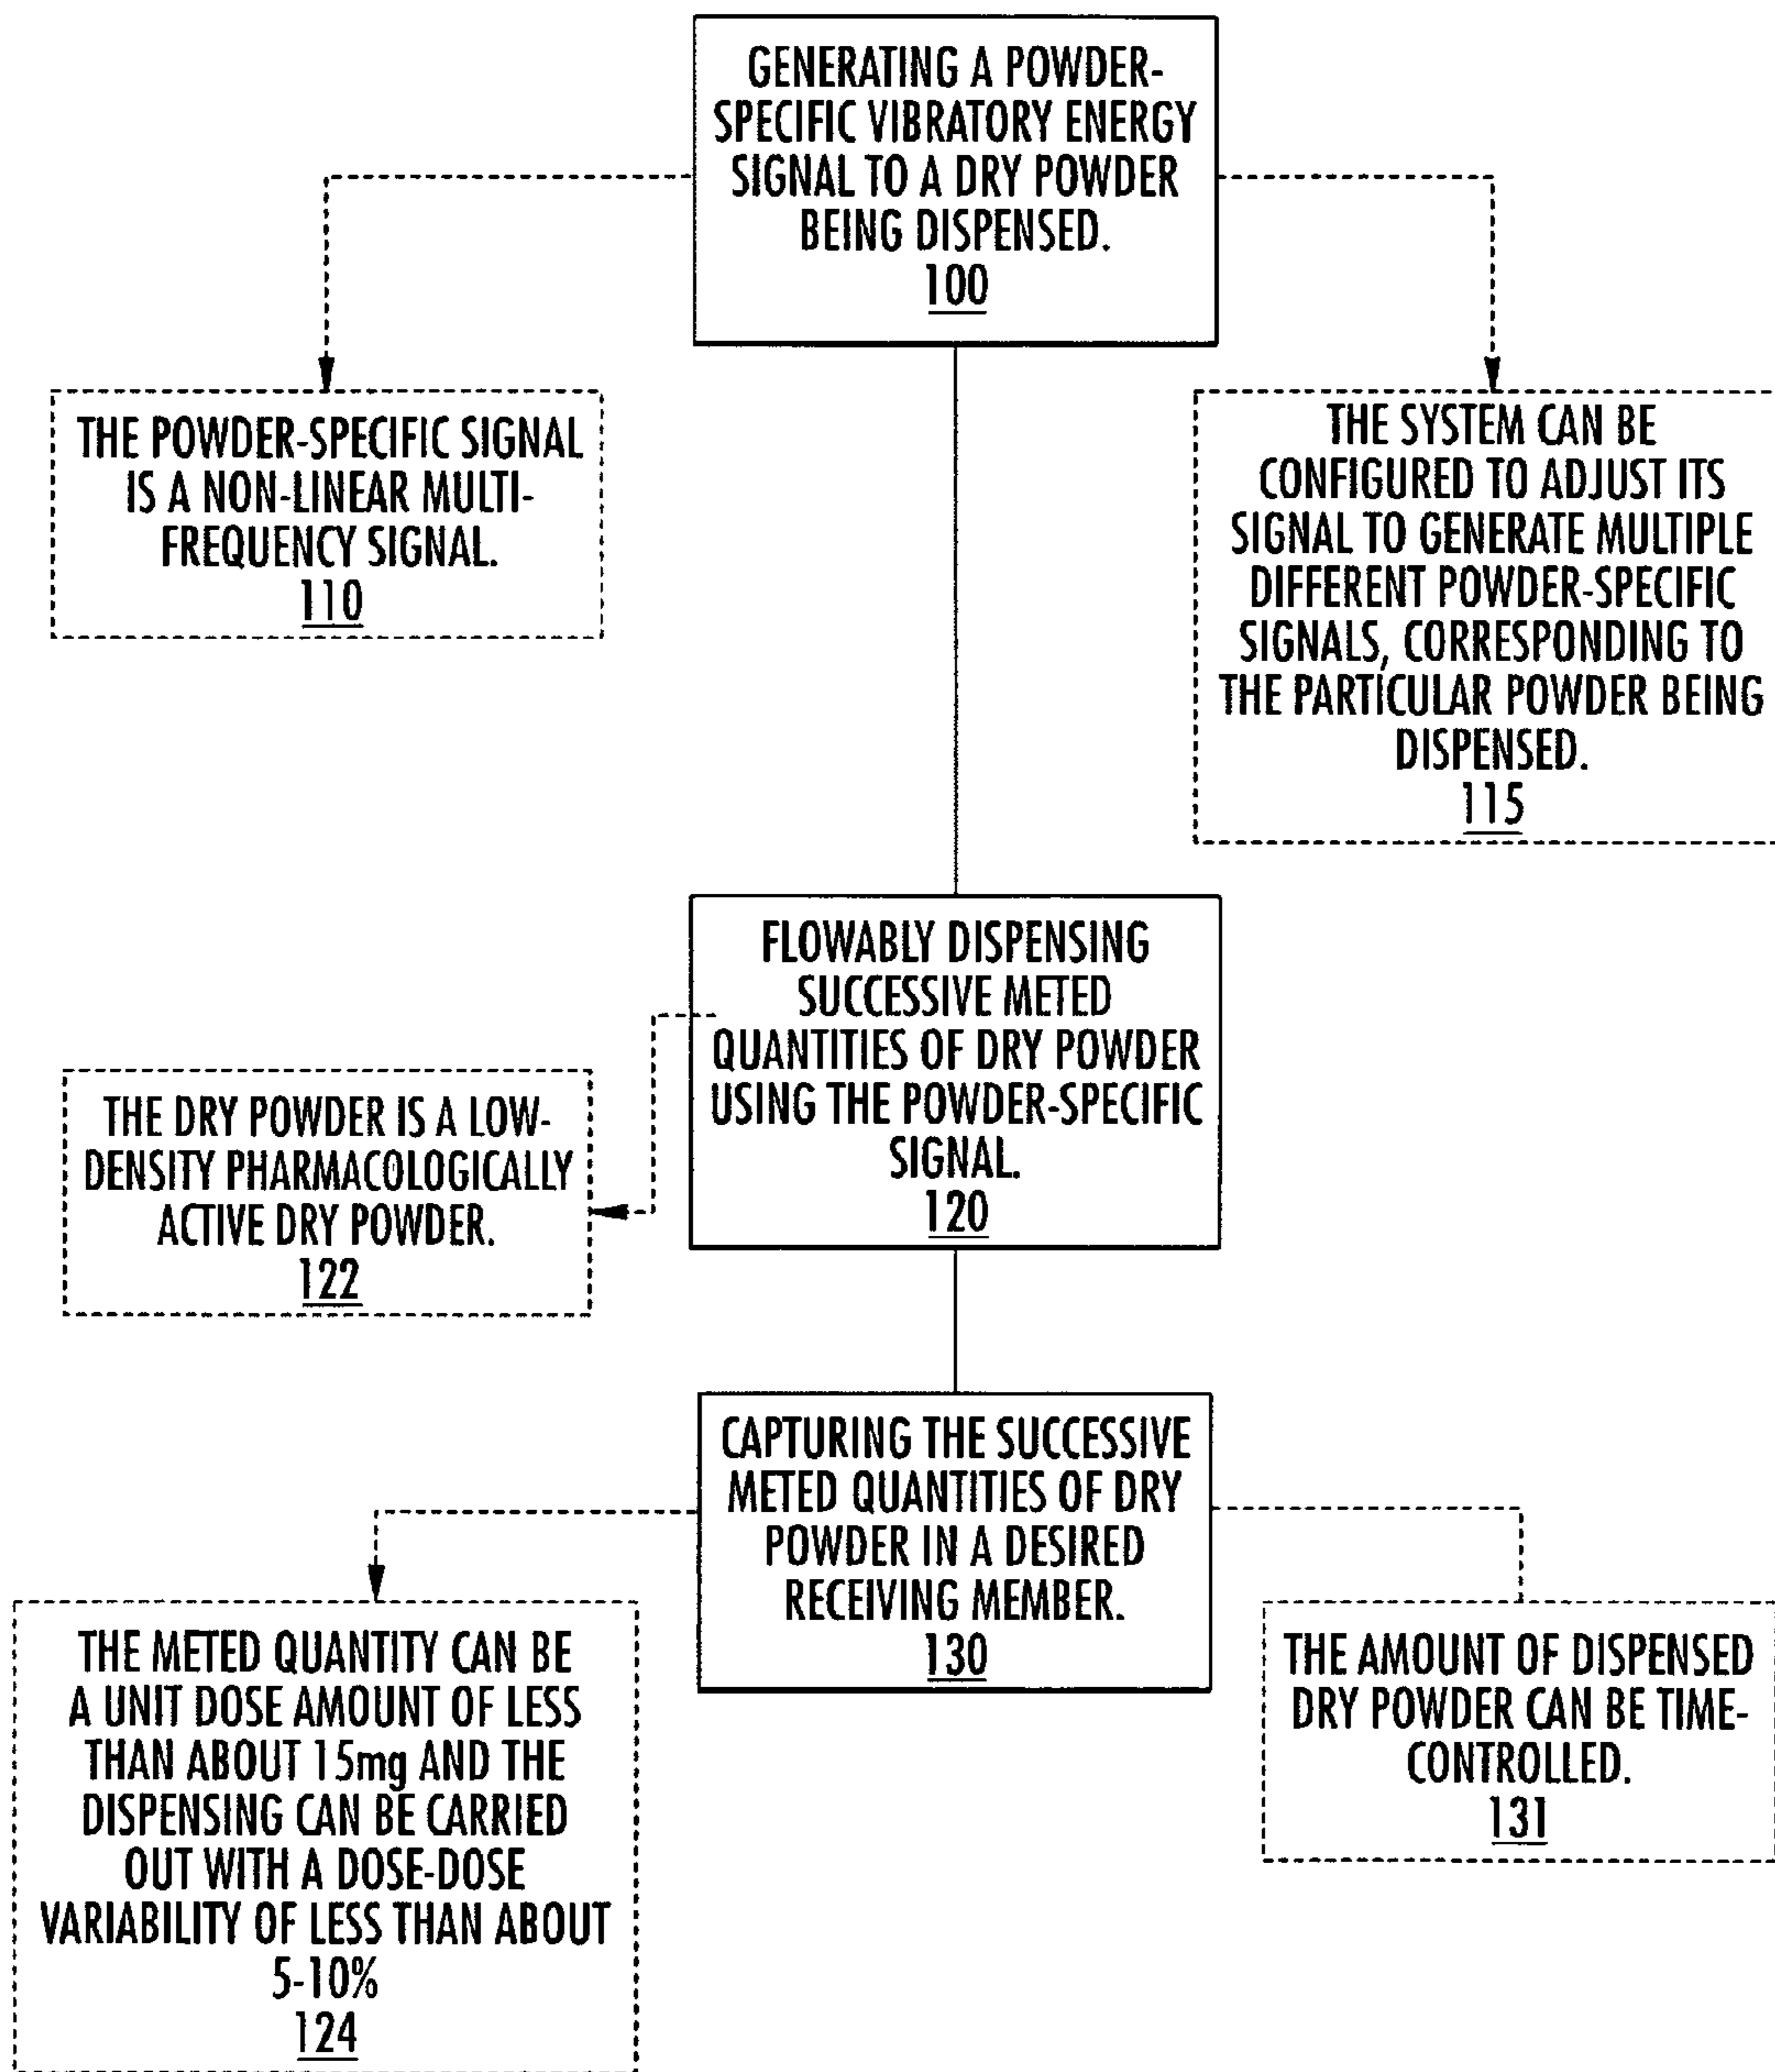 GENERATING A POWDER-
SPECIFIC VIBRATORY ENERGY
SIGNAL TO A DRY POWDER
BEING DISPENSED.
100
THE POWDER-SPECIFIC SIGNAL
IS A NON-LINEAR MULTI-
FREQUENCY SIGNAL.
110
THE SYSTEM CAN BE
CONFIGURED TO ADJUST ITS
SIGNAL TO GENERATE MULTIPLE
DIFFERENT POWDER-SPECIFIC
SIGNALS, CORRESPONDING TO
THE PARTICULAR POWDER BEING
DISPENSED.
115
FLOWABLY DISPENSING
SUCCESSIVE METED
QUANTITIES OF DRY POWDER
USING THE POWDER-SPECIFIC
SIGNAL.
120
THE DRY POWDER IS A LOW-
DENSITY PHARMACOLOGICALLY
ACTIVE DRY POWDER.
122
CAPTURING THE SUCCESSIVE
METED QUANTITIES OF DRY
POWDER IN A DESIRED
RECEIVING MEMBER.
130
THE METED QUANTITY CAN BE
A UNIT DOSE AMOUNT OF LESS
THAN ABOUT 15mg AND THE
DISPENSING CAN BE CARRIED
OUT WITH A DOSE-DOSE
VARIABILITY OF LESS THAN ABOUT
5-10%
124
THE AMOUNT OF DISPENSED
DRY POWDER CAN BE TIME-
CONTROLLED.
131